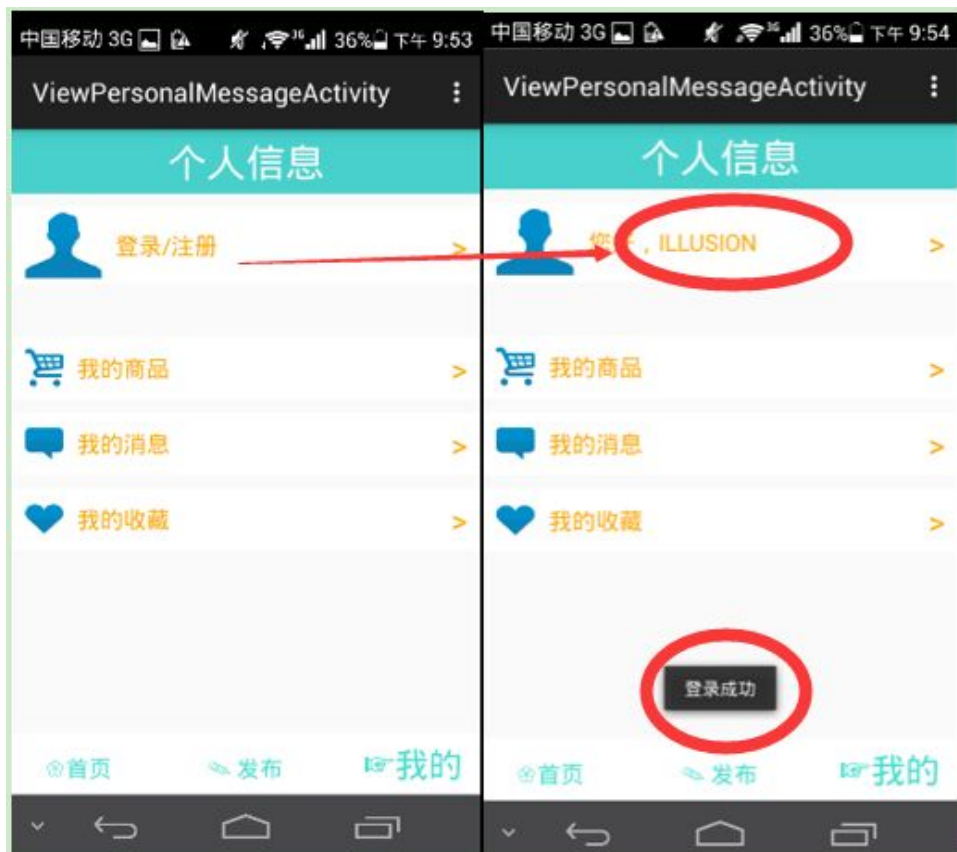 中国移动 3G 36% 下午 9:53
ViewPersonalMessageActivity
个人信息
登录/注册 >
我的商品 >
我的消息 >
我的收藏 >
首页 发布 我的
中国移动 3G 36% 下午 9:54
ViewPersonalMessageActivity
个人信息
您 , ILLUSION >
我的商品 >
我的消息 >
我的收藏 >
登录成功
首页 发布 我的